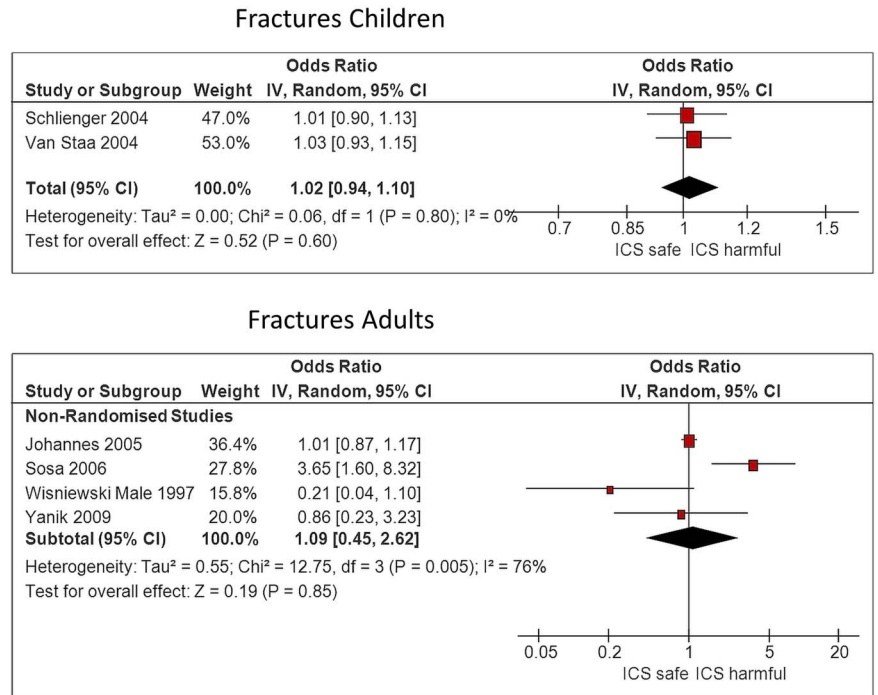 Fractures Children
Odds Ratio Odds Ratio
Study or Subgroup Weight IV, Random, 95% CI IV, Random, 95% CI
Schlienger 2004 47.0% 1.01 [0.90, 1.13]
Van Staa 2004 53.0% 1.03 [0.93, 1.15]
Total (95% CI) 100.0% 1.02 [0.94, 1.10]
Heterogeneity: Tau² = 0.00; Chi² = 0.06, df = 1 (P = 0.80); I² = 0%
Test for overall effect: Z = 0.52 (P = 0.60)
0.7 0.85 1 1.2 1.5
ICS safe ICS harmful
Fractures Adults
Odds Ratio Odds Ratio
Study or Subgroup Weight IV, Random, 95% CI IV, Random, 95% CI
Non-Randomised Studies
Johannes 2005 36.4% 1.01 [0.87, 1.17]
Sosa 2006 27.8% 3.65 [1.60, 8.32]
Wisniewski Male 1997 15.8% 0.21 [0.04, 1.10]
Yanik 2009 20.0% 0.86 [0.23, 3.23]
Subtotal (95% CI) 100.0% 1.09 [0.45, 2.62]
Heterogeneity: Tau² = 0.55; Chi² = 12.75, df = 3 (P = 0.005); I² = 76%
Test for overall effect: Z = 0.19 (P = 0.85)
0.05 0.2 1 5 20
ICS safe ICS harmful